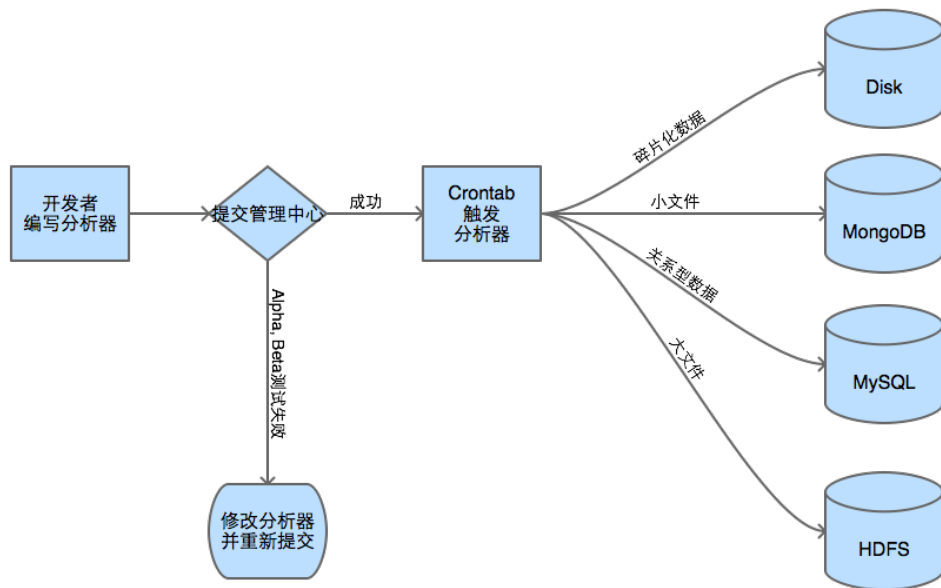 开发者
编写分析器
提交管理中心
成功
Crontab
触发
分析器
碎片化数据
小文件
关系型数据
大文件
Disk
MongoDB
MySQL
HDFS
Alpha, Beta测试失败
修改分析器
并重新提交